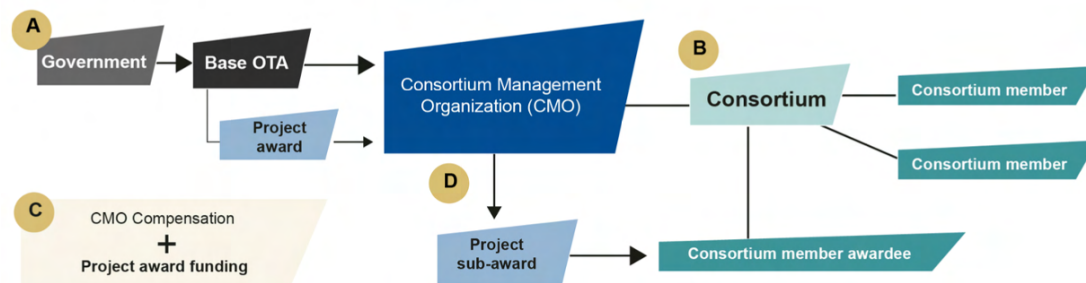 A
Government
Base OTA
Project
award
Consortium Management
Organization (CMO)
B
Consortium
Consortium member
Consortium member
C
CMO Compensation
+
Project award funding
D
Project
sub-award
Consortium member awardee